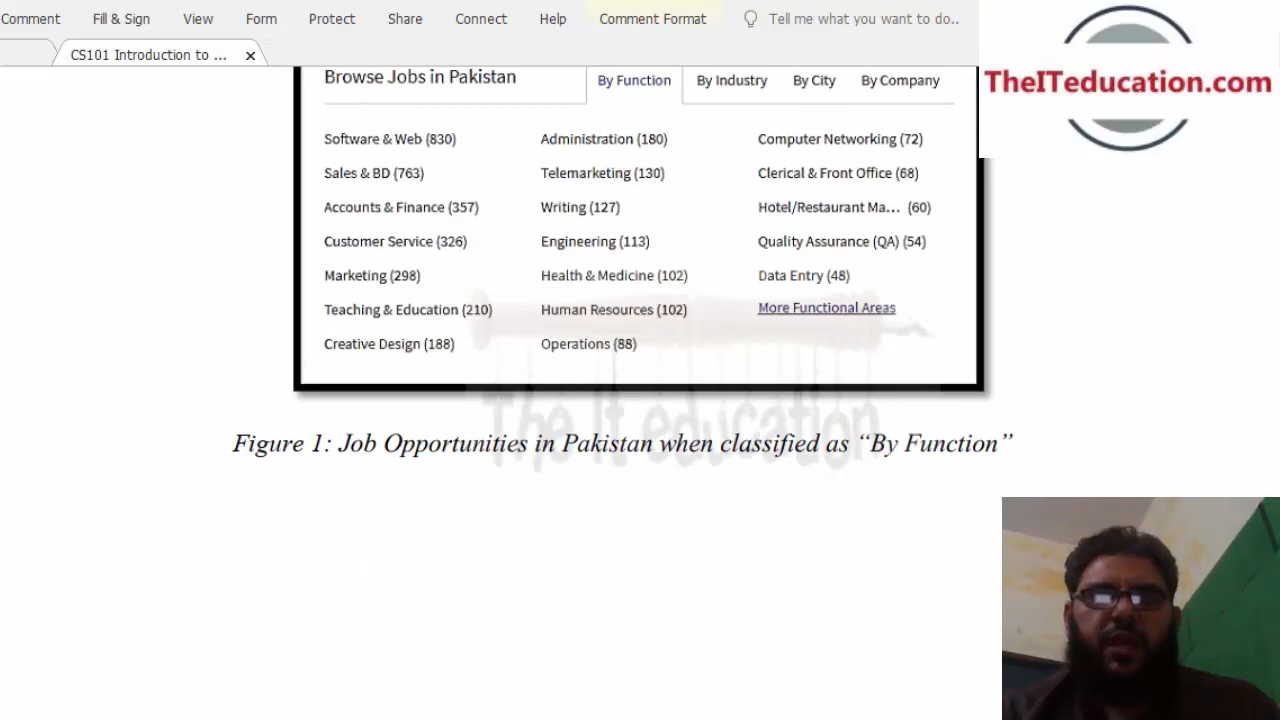 Comment Fill & Sign View Form Protect Share Connect Help Comment Format Tell me what you want to do..
CS101 Introduction to ... ×
TheITeducation.com
Browse Jobs in Pakistan By Function By Industry By City By Company
Software & Web (830) Administration (180) Computer Networking (72)
Sales & BD (763) Telemarketing (130) Clerical & Front Office (68)
Accounts & Finance (357) Writing (127) Hotel/Restaurant Ma... (60)
Customer Service (326) Engineering (113) Quality Assurance (QA) (54)
Marketing (298) Health & Medicine (102) Data Entry (48)
Teaching & Education (210) Human Resources (102) More Functional Areas
Creative Design (188) Operations (88)
The It education
Figure 1: Job Opportunities in Pakistan when classified as “By Function”